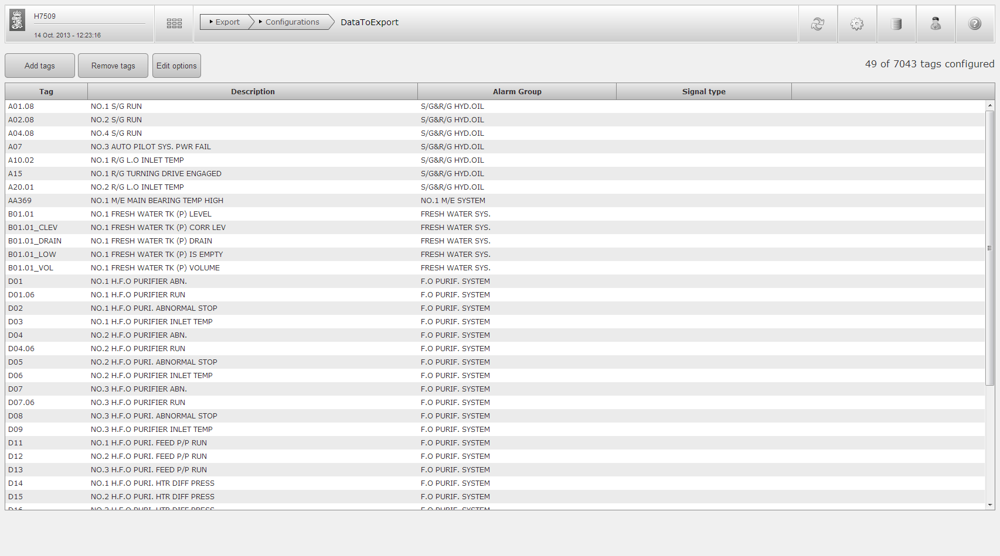 H7509
14 Oct. 2013 - 12:23:16
Export Configurations DataToExport
Add tags Remove tags Edit options
49 of 7043 tags configured
Tag Description Alarm Group Signal type
A01.08 NO.1 S/G RUN S/G&R/G HYD.OIL
A02.08 NO.2 S/G RUN S/G&R/G HYD.OIL
A04.08 NO.4 S/G RUN S/G&R/G HYD.OIL
A07 NO.3 AUTO PILOT SYS. PWR FAIL S/G&R/G HYD.OIL
A10.02 NO.1 R/G L.O INLET TEMP S/G&R/G HYD.OIL
A15 NO.1 R/G TURNING DRIVE ENGAGED S/G&R/G HYD.OIL
A20.01 NO.2 R/G L.O INLET TEMP S/G&R/G HYD.OIL
AA369 NO.1 M/E MAIN BEARING TEMP HIGH NO.1 M/E SYSTEM
B01.01 NO.1 FRESH WATER TK (P) LEVEL FRESH WATER SYS.
B01.01_CLEV NO.1 FRESH WATER TK (P) CORR LEV FRESH WATER SYS.
B01.01_DRAIN NO.1 FRESH WATER TK (P) DRAIN FRESH WATER SYS.
B01.01_LOW NO.1 FRESH WATER TK (P) IS EMPTY FRESH WATER SYS.
B01.01_VOL NO.1 FRESH WATER TK (P) VOLUME FRESH WATER SYS.
D01 NO.1 H.F.O PURIFIER ABN. F.O PURIF. SYSTEM
D01.06 NO.1 H.F.O PURIFIER RUN F.O PURIF. SYSTEM
D02 NO.1 H.F.O PURI. ABNORMAL STOP F.O PURIF. SYSTEM
D03 NO.1 H.F.O PURIFIER INLET TEMP F.O PURIF. SYSTEM
D04 NO.2 H.F.O PURIFIER ABN. F.O PURIF. SYSTEM
D04.06 NO.2 H.F.O PURIFIER RUN F.O PURIF. SYSTEM
D05 NO.2 H.F.O PURI. ABNORMAL STOP F.O PURIF. SYSTEM
D06 NO.2 H.F.O PURIFIER INLET TEMP F.O PURIF. SYSTEM
D07 NO.3 H.F.O PURIFIER ABN. F.O PURIF. SYSTEM
D07.06 NO.3 H.F.O PURIFIER RUN F.O PURIF. SYSTEM
D08 NO.3 H.F.O PURI. ABNORMAL STOP F.O PURIF. SYSTEM
D09 NO.3 H.F.O PURIFIER INLET TEMP F.O PURIF. SYSTEM
D11 NO.1 H.F.O PURI. FEED P/P RUN F.O PURIF. SYSTEM
D12 NO.2 H.F.O PURI. FEED P/P RUN F.O PURIF. SYSTEM
D13 NO.3 H.F.O PURI. FEED P/P RUN F.O PURIF. SYSTEM
D14 NO.1 H.F.O PURI. HTR DIFF PRESS F.O PURIF. SYSTEM
D15 NO.2 H.F.O PURI. HTR DIFF PRESS F.O PURIF. SYSTEM